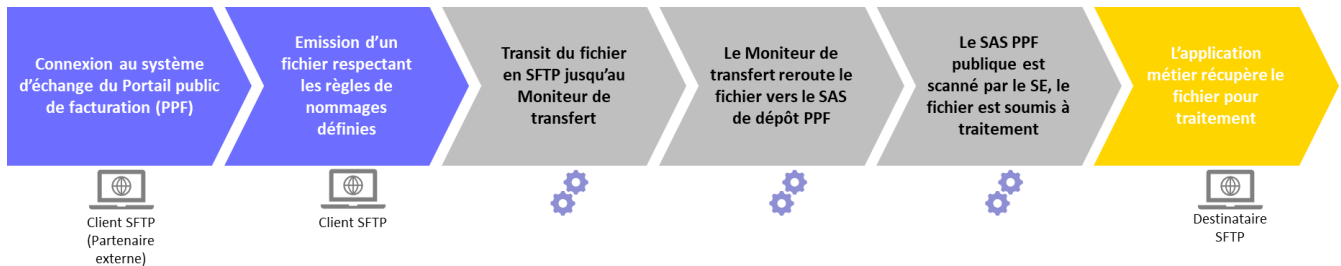 Connexion au système
d'échange du Portail public
de facturation (PPF)
Emission d'un
fichier respectant
les règles de
nommages
définies
Transit du fichier
en SFTP jusqu'au
Moniteur de
transfert
Le Moniteur de
transfert reroute le
fichier vers le SAS
de dépôt PPF
Le SAS PPF
publique est
scanné par le SE, le
fichier est soumis à
traitement
L'application
métier récupère le
fichier pour
traitement
Client SFTP
(Partenaire
externe)
Client SFTP
Destinataire
SFTP